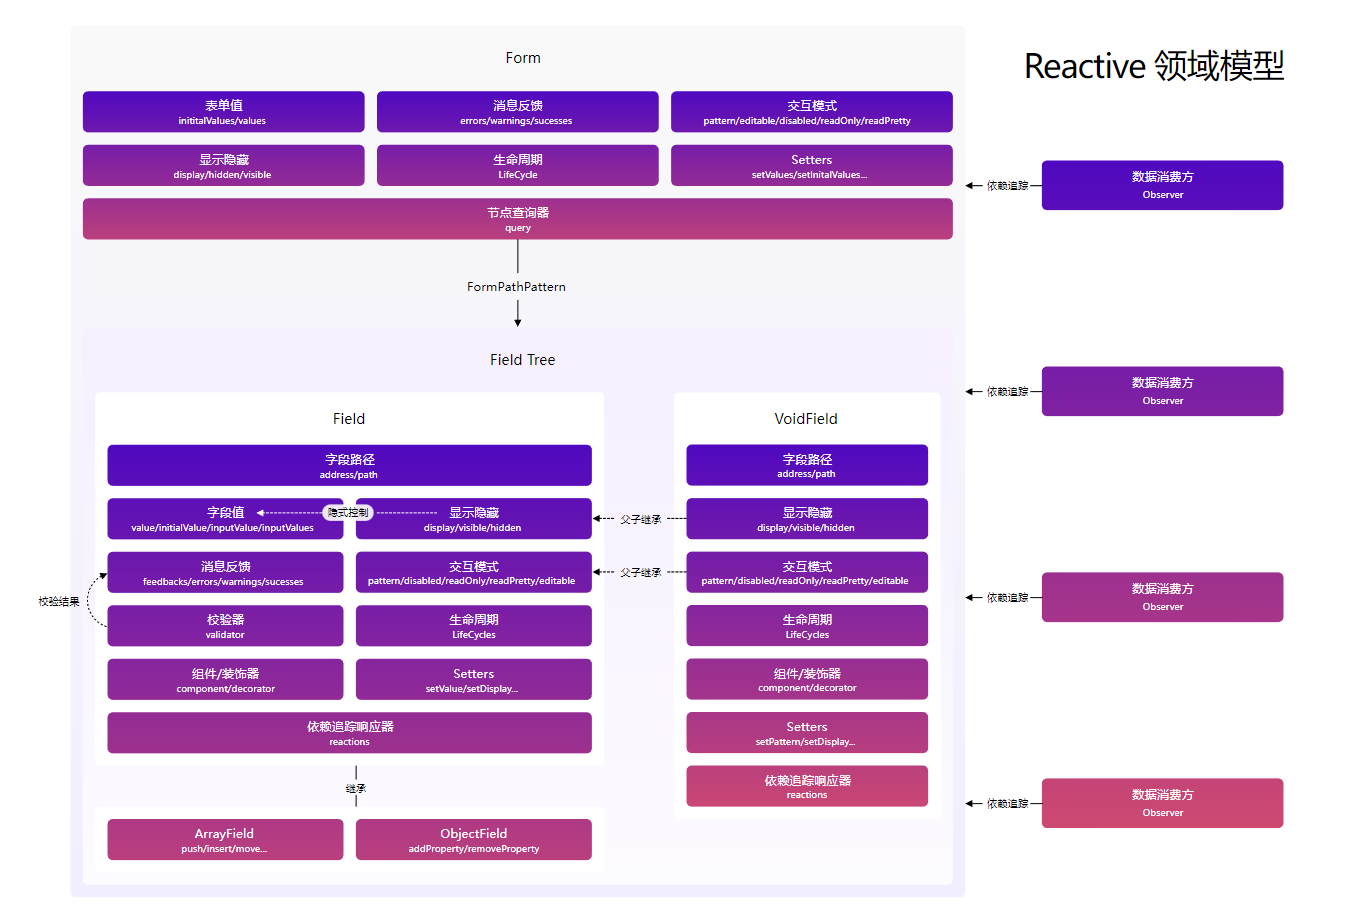 Reactive 领域模型
Form
表单值
inititalValues/values
消息反馈
errors/warnings/sucesses
交互模式
pattern/editable/disabled/readOnly/readPretty
显示隐藏
display/hidden/visible
生命周期
LifeCycle
Setters
setValues/setInitalValues...
节点查询器
query
FormPathPattern
Field Tree
Field
字段路径
address/path
字段值
value/initialValue/inputValue/inputValues
隐式控制
显示隐藏
display/visible/hidden
消息反馈
feedbacks/errors/warnings/sucesses
交互模式
pattern/disabled/readOnly/readPretty/editable
校验结果
校验器
validator
生命周期
LifeCycles
组件/装饰器
component/decorator
Setters
setValue/setDisplay...
依赖追踪响应器
reactions
继承
ArrayField
push/insert/move...
ObjectField
addProperty/removeProperty
父子继承
父子继承
VoidField
字段路径
address/path
显示隐藏
display/visible/hidden
交互模式
pattern/disabled/readOnly/readPretty/editable
生命周期
LifeCycles
组件/装饰器
component/decorator
Setters
setPattern/setDisplay...
依赖追踪响应器
reactions
依赖追踪
数据消费方
Observer
依赖追踪
数据消费方
Observer
依赖追踪
数据消费方
Observer
依赖追踪
数据消费方
Observer